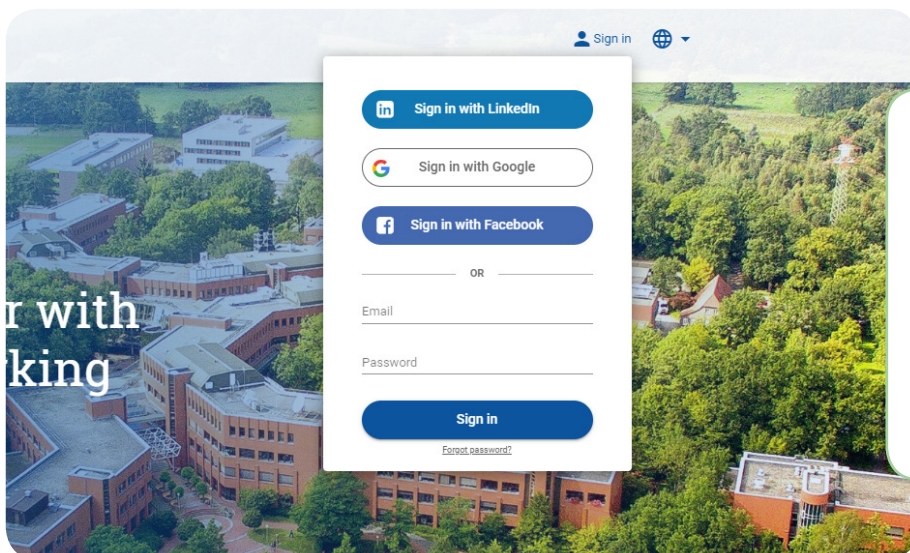 Sign in
Sign in with LinkedIn
Sign in with Google
Sign in with Facebook
OR
r with
Email
rking
Password
Sign in
Forgot password?